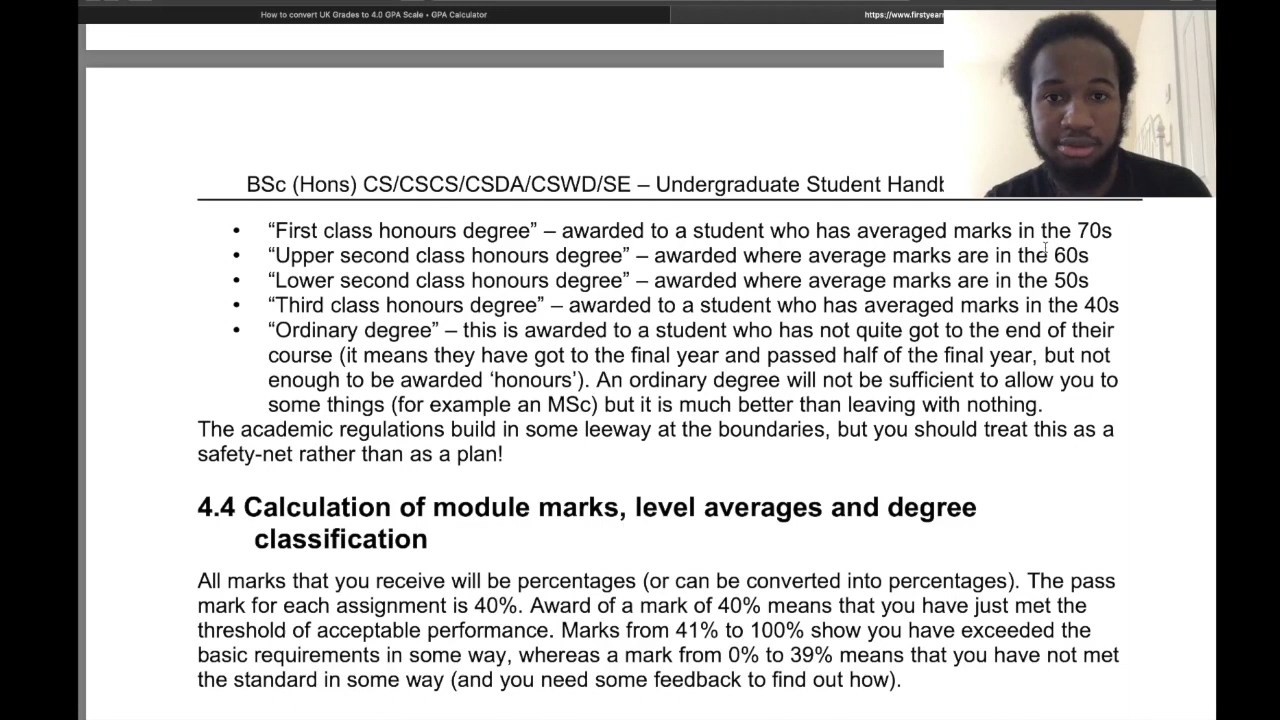 How to convert UK Grades to 4.0 GPA Scale • GPA Calculator
https://www.firstyear
BSc (Hons) CS/CSCS/CSDA/CSWD/SE – Undergraduate Student Handb
• “First class honours degree” – awarded to a student who has averaged marks in the 70s
• “Upper second class honours degree” – awarded where average marks are in the 60s
• “Lower second class honours degree” – awarded where average marks are in the 50s
• “Third class honours degree” – awarded to a student who has averaged marks in the 40s
• “Ordinary degree” – this is awarded to a student who has not quite got to the end of their
course (it means they have got to the final year and passed half of the final year, but not
enough to be awarded ‘honours’). An ordinary degree will not be sufficient to allow you to
some things (for example an MSc) but it is much better than leaving with nothing.
The academic regulations build in some leeway at the boundaries, but you should treat this as a
safety-net rather than as a plan!
4.4 Calculation of module marks, level averages and degree
classification
All marks that you receive will be percentages (or can be converted into percentages). The pass
mark for each assignment is 40%. Award of a mark of 40% means that you have just met the
threshold of acceptable performance. Marks from 41% to 100% show you have exceeded the
basic requirements in some way, whereas a mark from 0% to 39% means that you have not met
the standard in some way (and you need some feedback to find out how).